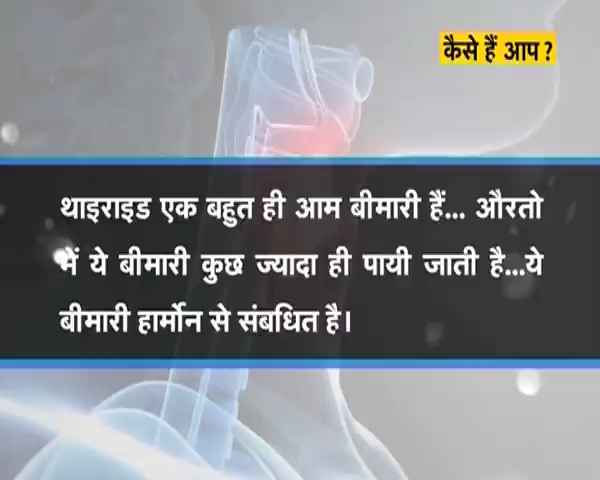 कैसे हैं आप ?
थाइराइड एक बहुत ही आम बीमारी हैं... औरतो
में ये बीमारी कुछ ज्यादा ही पायी जाती है...ये
बीमारी हार्मोन से संबधित है।